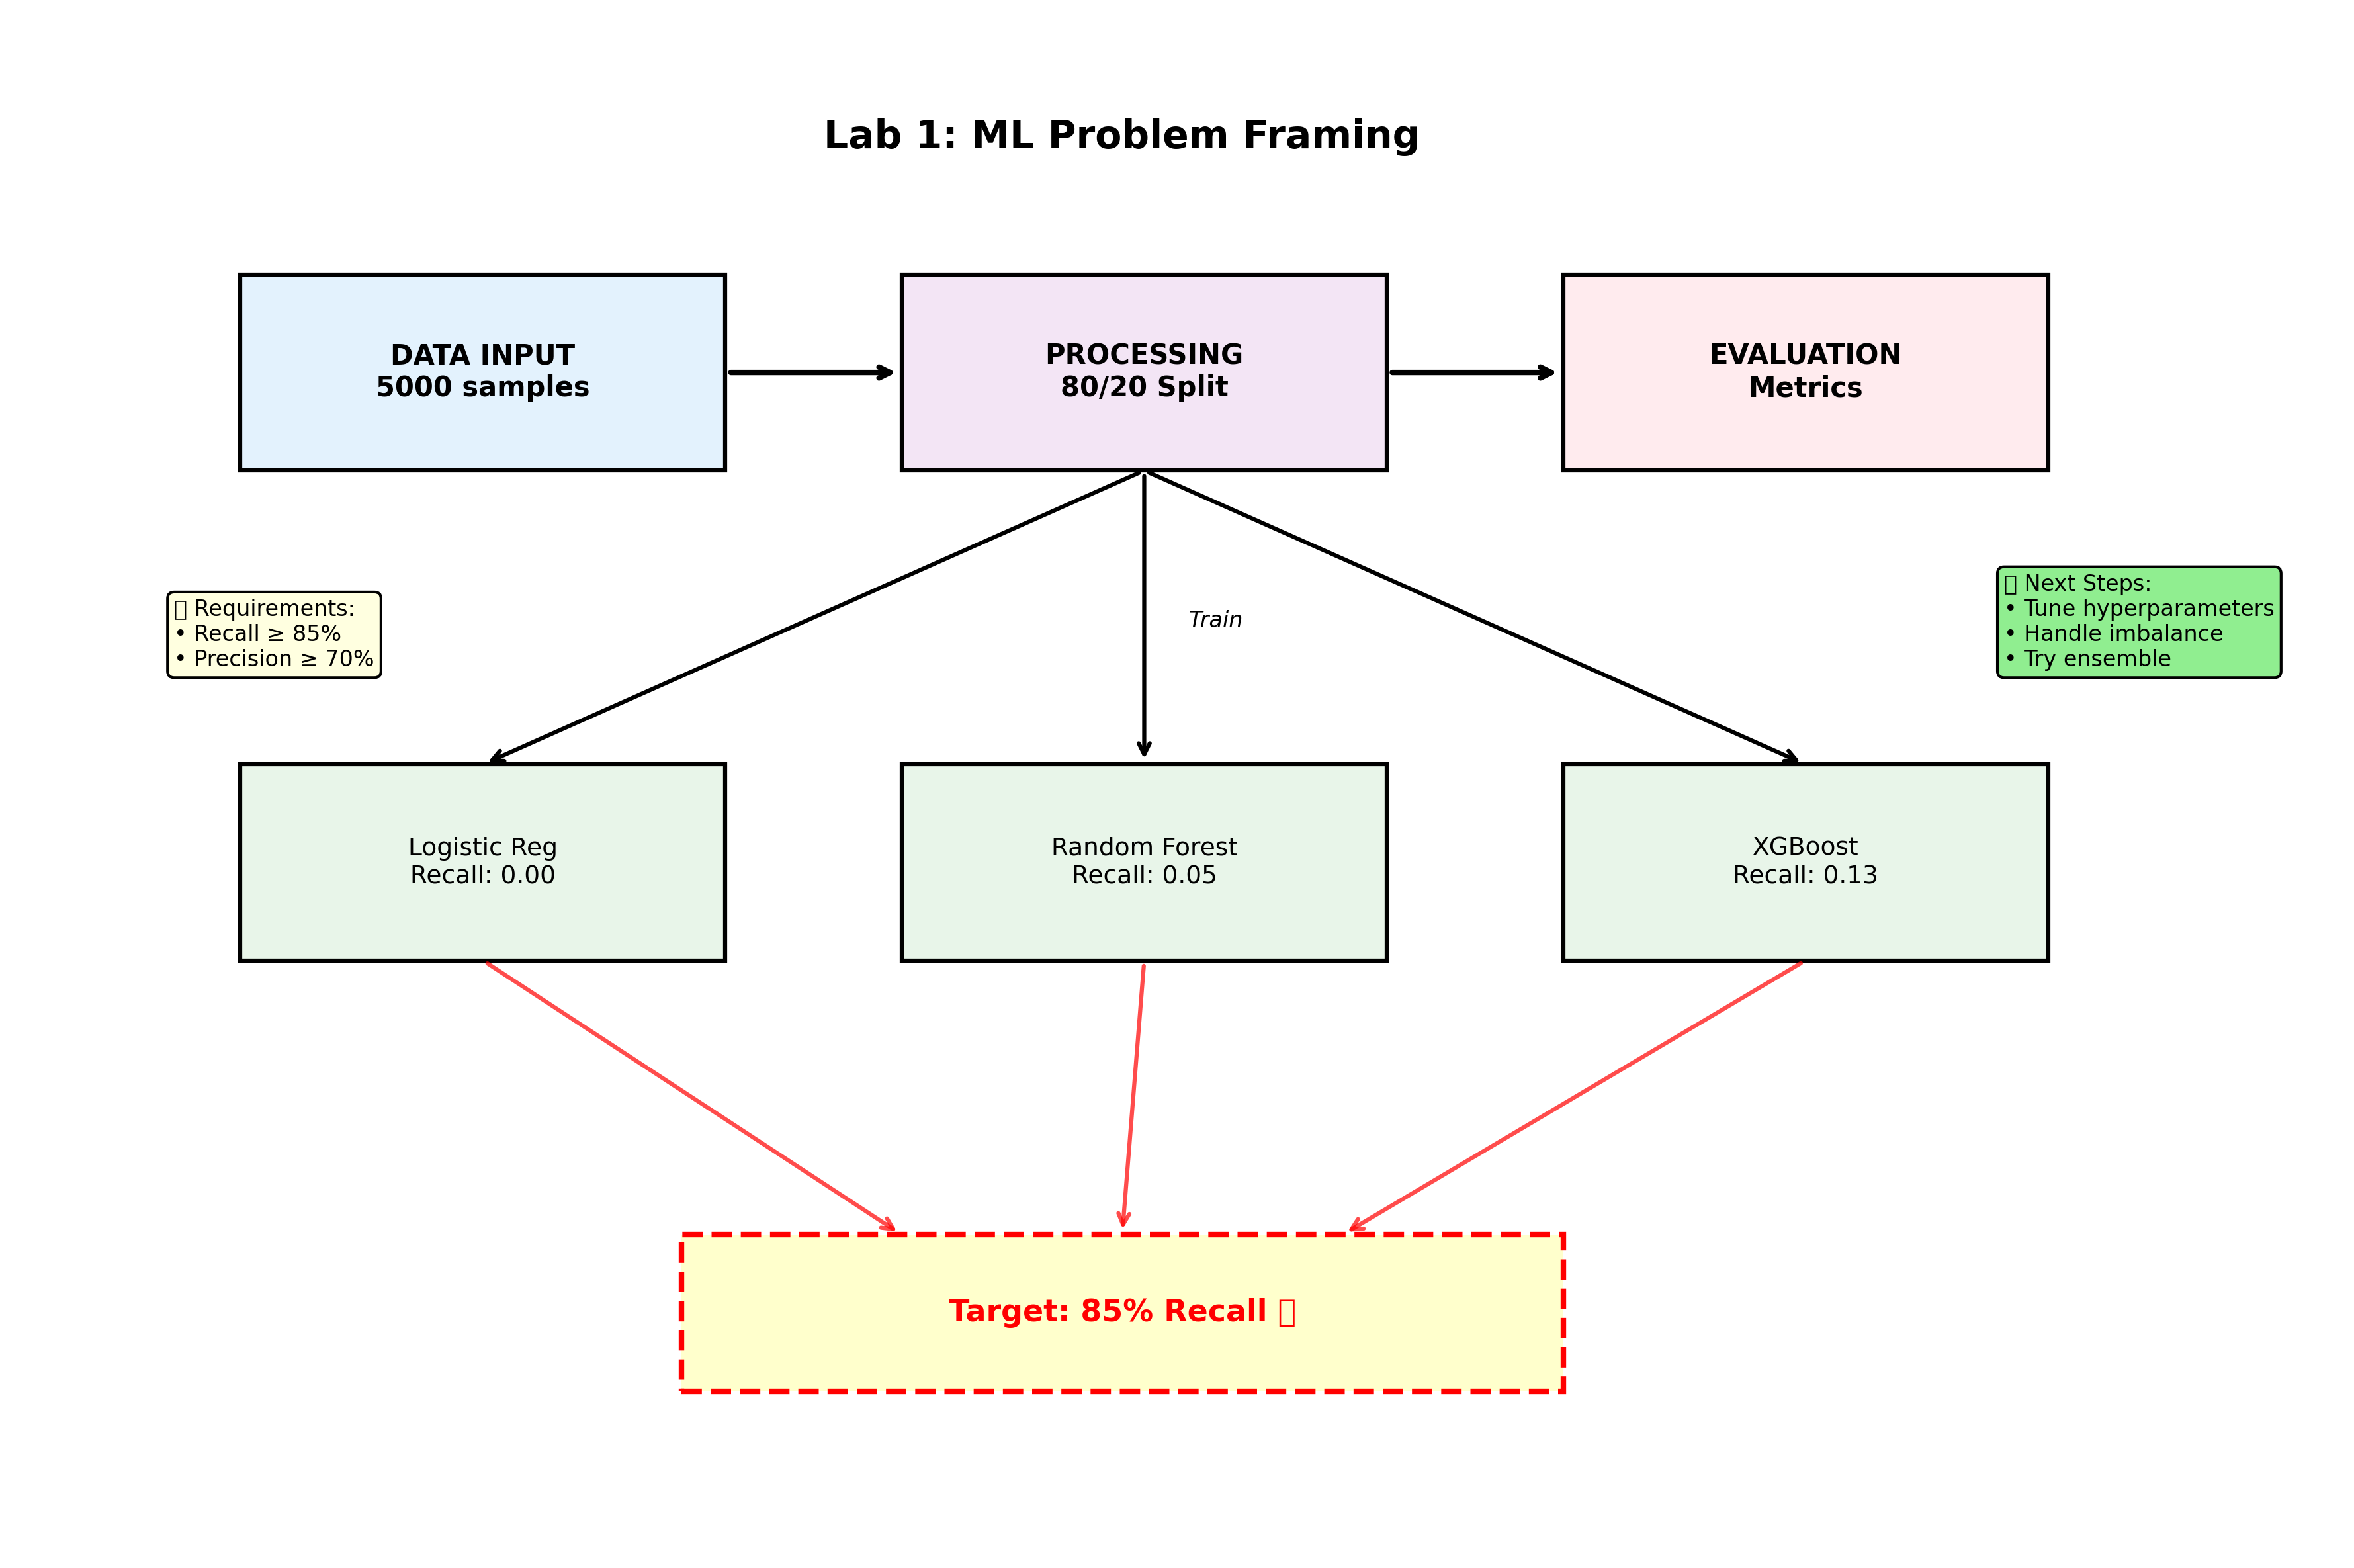 Lab 1: ML Problem Framing
DATA INPUT
5000 samples
PROCESSING
80/20 Split
EVALUATION
Metrics
Requirements:
• Recall ≥ 85%
• Precision ≥ 70%
Train
Next Steps:
• Tune hyperparameters
• Handle imbalance
• Try ensemble
Logistic Reg
Recall: 0.00
Random Forest
Recall: 0.05
XGBoost
Recall: 0.13
Target: 85% Recall